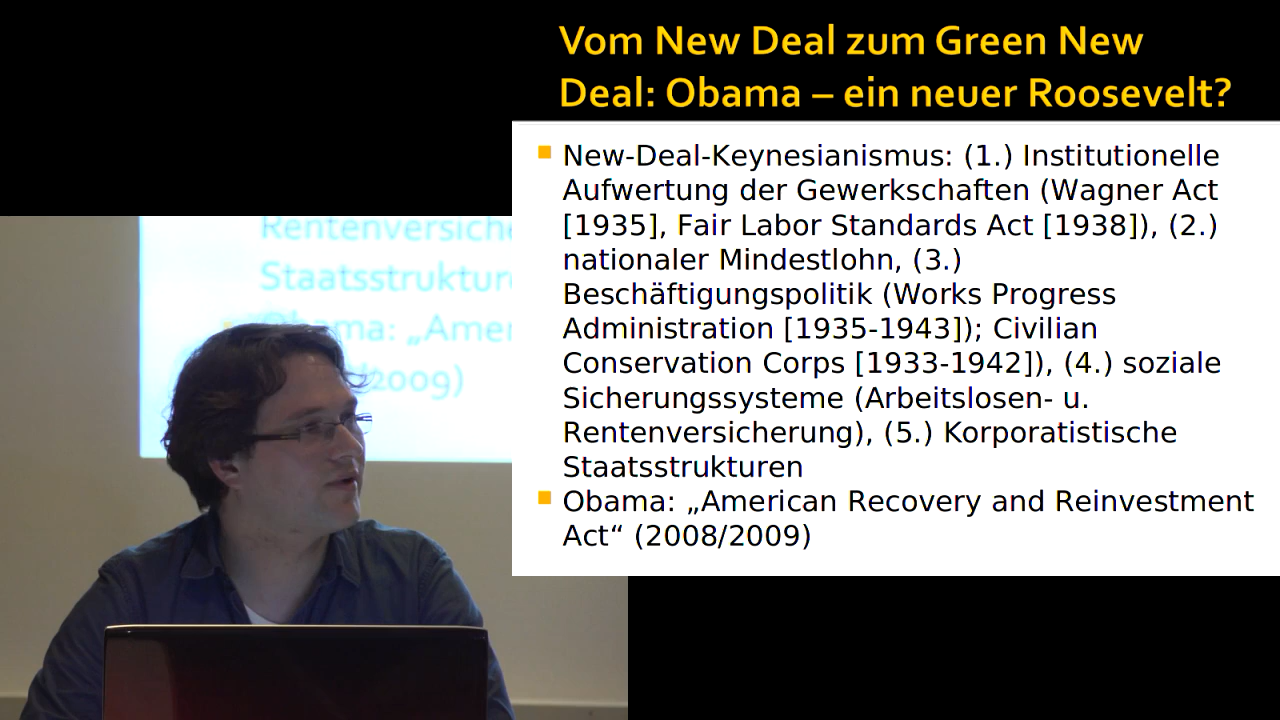 Vom New Deal zum Green New
Deal: Obama – ein neuer Roosevelt?
New-Deal-Keynesianismus: (1.) Institutionelle
Aufwertung der Gewerkschaften (Wagner Act
[1935], Fair Labor Standards Act [1938]), (2.)
nationaler Mindestlohn, (3.)
Beschäftigungspolitik (Works Progress
Administration [1935-1943]); Civilian
Conservation Corps [1933-1942]), (4.) soziale
Sicherungssysteme (Arbeitslosen- u.
Rentenversicherung), (5.) Korporatistische
Staatsstrukturen
Obama: „American Recovery and Reinvestment
Act“ (2008/2009)
Rentenversiche
Staatsstruktur
Obama: „Amer
/2009)